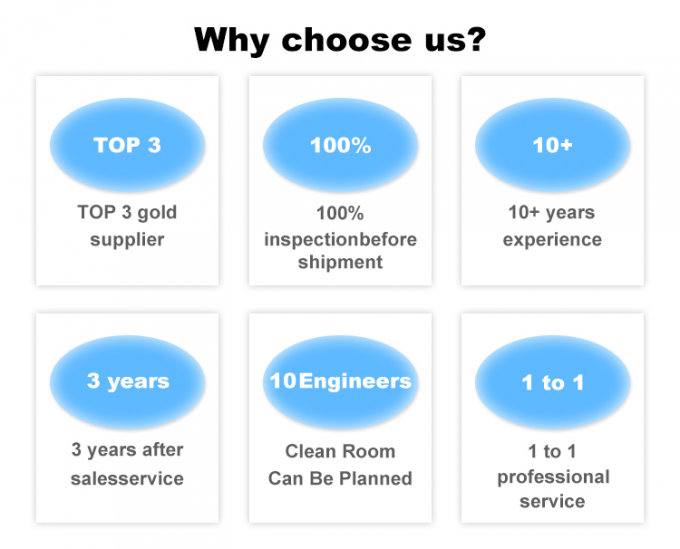 Why choose us?
TOP 3
TOP 3 gold
supplier
100%
100%
inspectionbefore
shipment
10+
10+ years
experience
3 years
3 years after
salesservice
10Engineers
Clean Room
Can Be Planned
1 to 1
1 to 1
professional
service